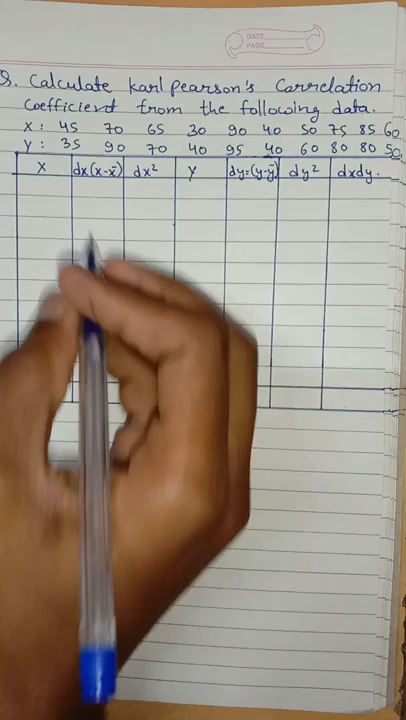 DATE
PAGE
Q. Calculate Karl Pearson's Correlation
Coefficient from the following data.
X: 45 70 65 30 90 40 50 75 85 60
Y: 35 90 70 40 95 40 60 80 80 50
X dx(x-x̄) dx² Y dy=(y-ȳ) dy² dxdy.